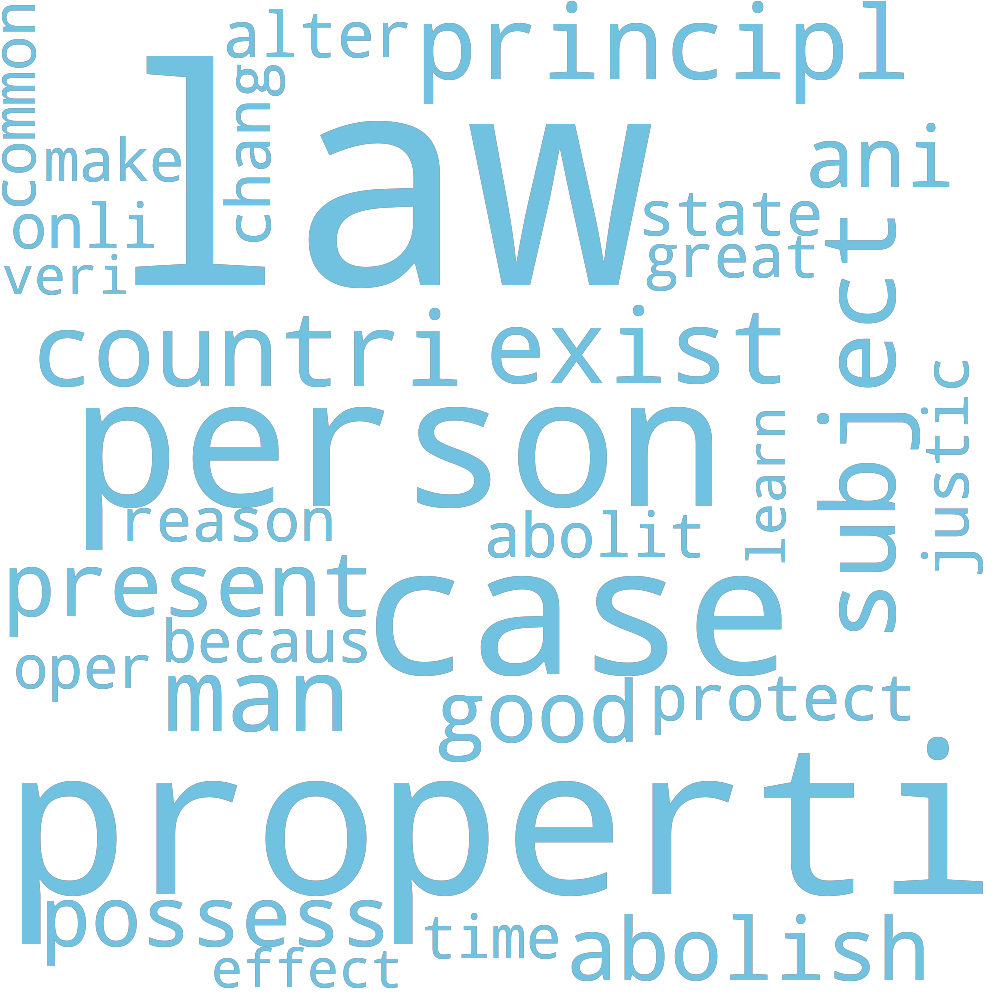 common
alter
principl
law
chang
make
ani
onli
state
great
veri
subject
countri
exist
person
justic
learn
reason
abolit
present
case
becaus
oper
man
good
protect
properti
possess
time
abolish
effect